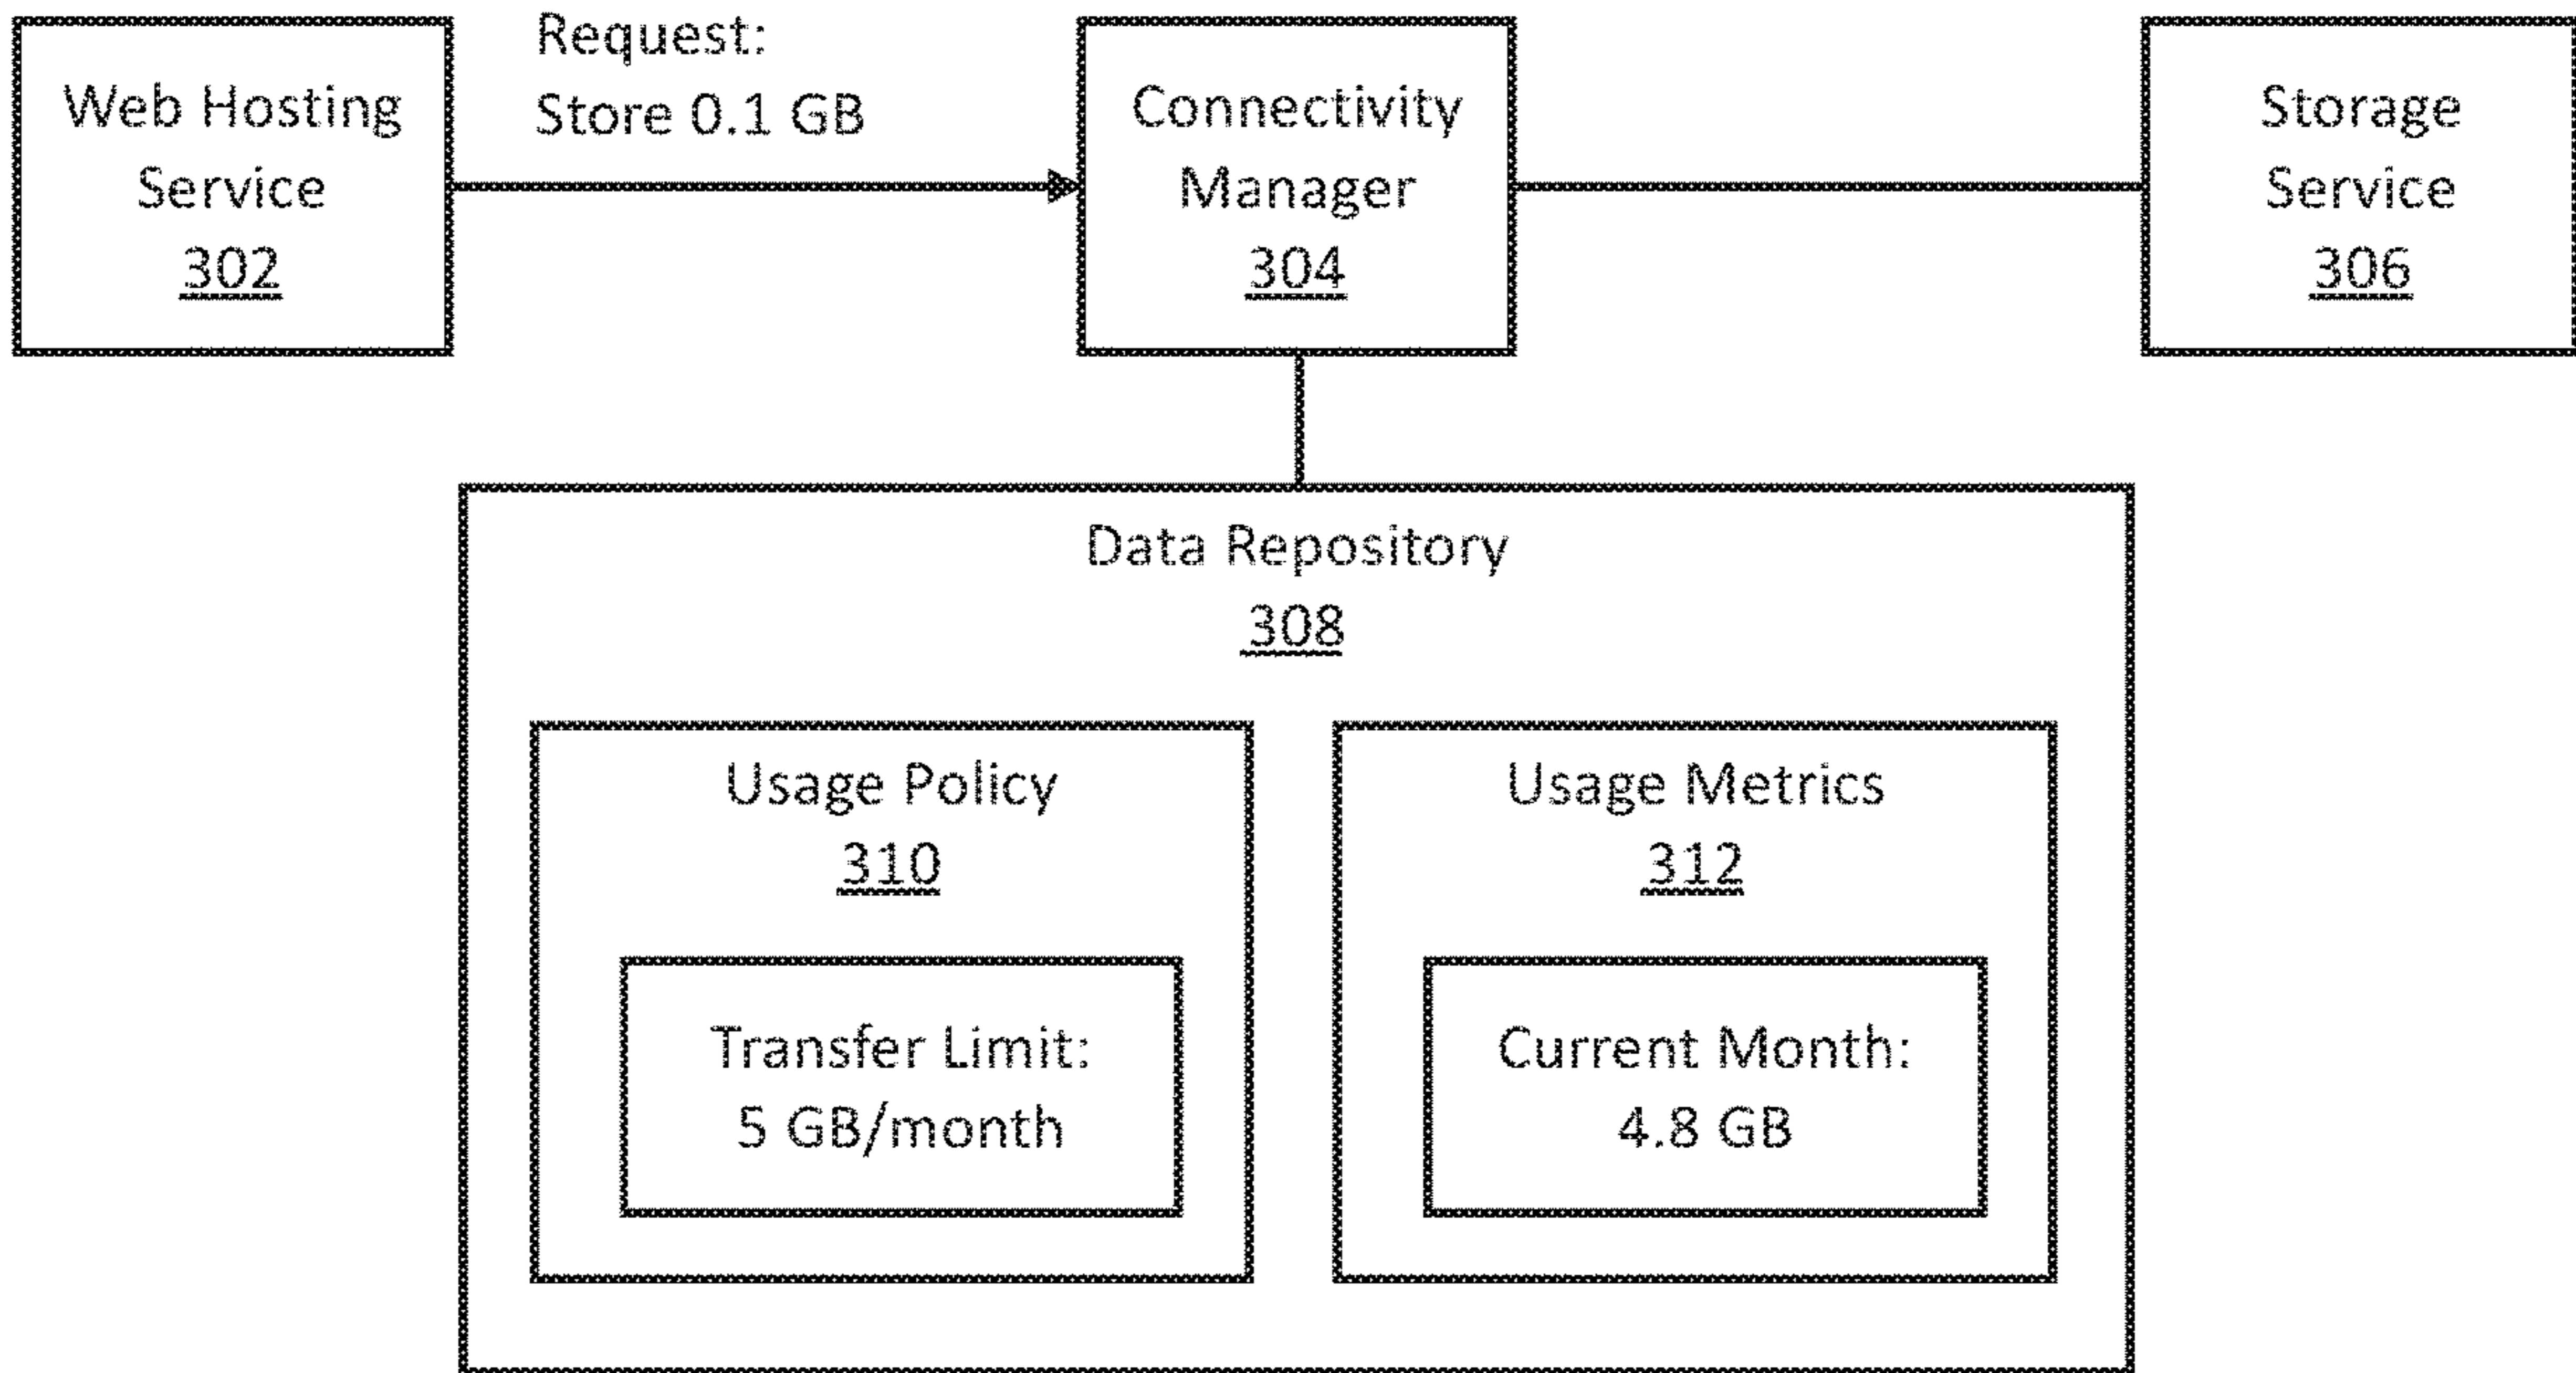 Web Hosting
Service
302
Request:
Store 0.1 GB
Connectivity
Manager
304
Storage
Service
306
Data Repository
308
Usage Policy
310
Transfer Limit:
5 GB/month
Usage Metrics
312
Current Month:
4.8 GB